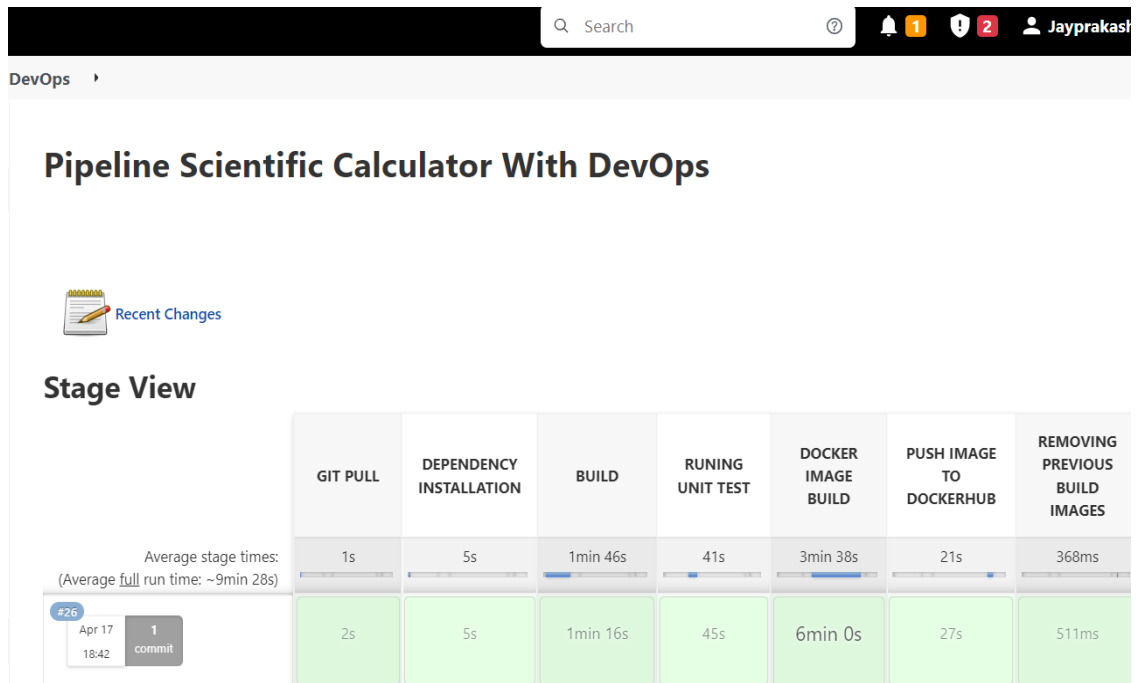 Search
1
2
Jayprakash
DevOps
Pipeline Scientific Calculator With DevOps
Recent Changes
Stage View
GIT PULL
DEPENDENCY
INSTALLATION
BUILD
RUNING
UNIT TEST
DOCKER
IMAGE
BUILD
PUSH IMAGE
TO
DOCKERHUB
REMOVING
PREVIOUS
BUILD
IMAGES
Average stage times:
(Average full run time: ~9min 28s)
1s
5s
1min 46s
41s
3min 38s
21s
368ms
#26
Apr 17
18:42
1
commit
2s
5s
1min 16s
45s
6min 0s
27s
511ms